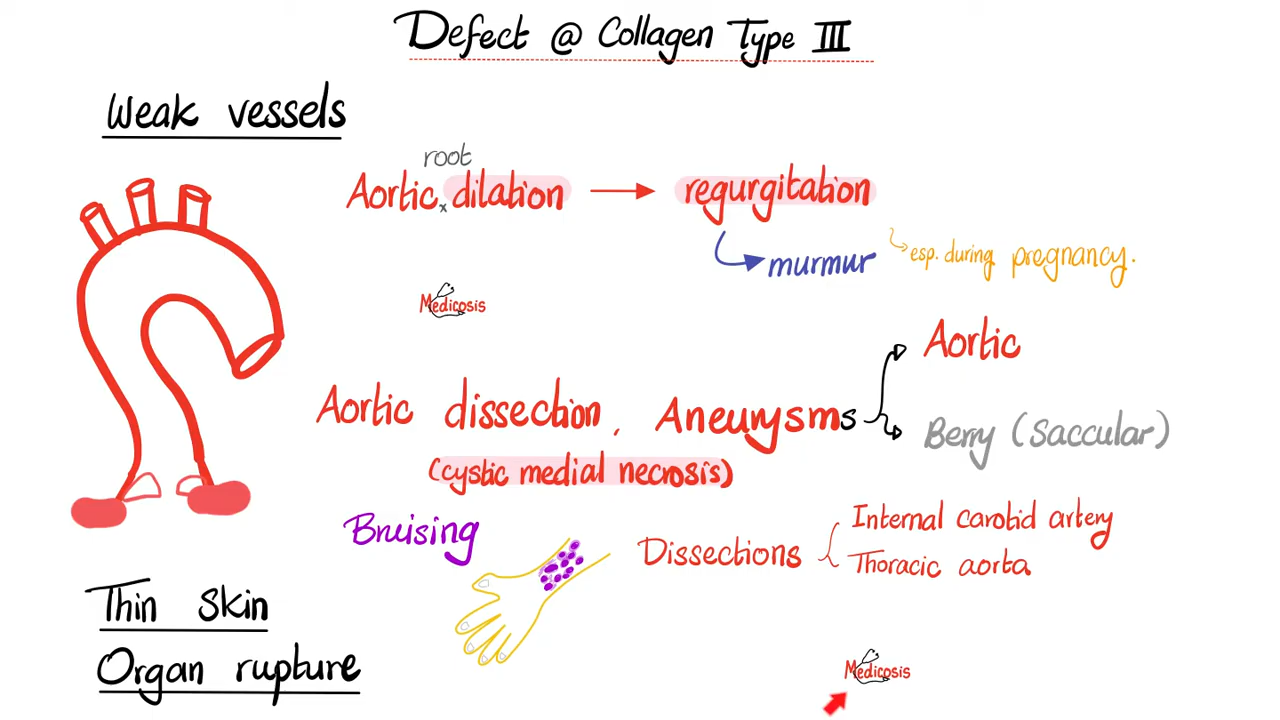 Defect @ Collagen Type III
Weak vessels
root
Aortic x dilation → regurgitation
murmur
esp. during pregnancy.
Medicosis
Aortic
Aortic dissection, Aneurysms
Berry (Saccular)
(cystic medial necrosis)
Bruising
Internal carotid artery
Dissections
Thoracic aorta
Thin skin
Organ rupture
Medicosis